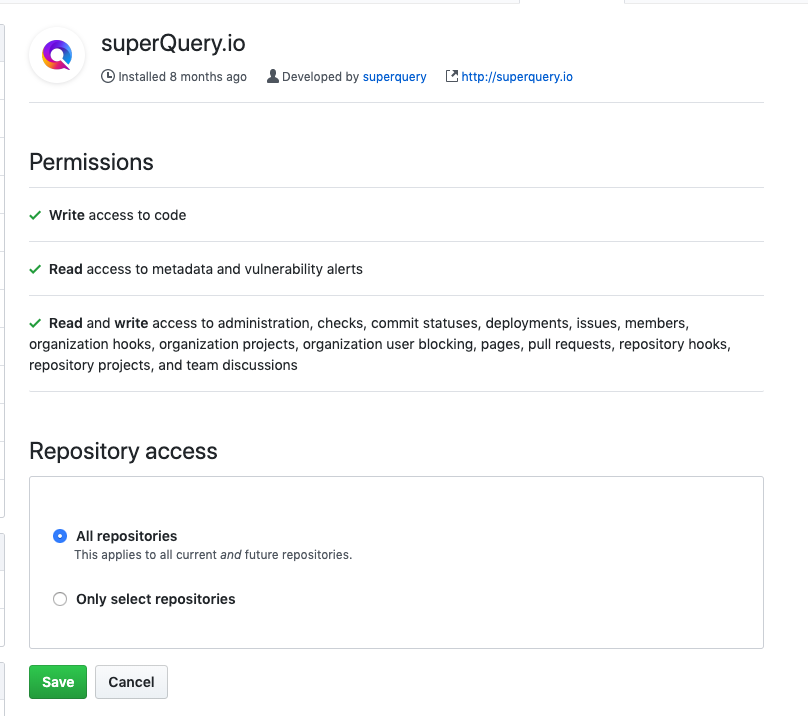 superQuery.io
Installed 8 months ago Developed by superquery http://superquery.io
Permissions
Write access to code
Read access to metadata and vulnerability alerts
Read and write access to administration, checks, commit statuses, deployments, issues, members,
organization hooks, organization projects, organization user blocking, pages, pull requests, repository hooks,
repository projects, and team discussions
Repository access
All repositories
This applies to all current and future repositories.
Only select repositories
Save Cancel